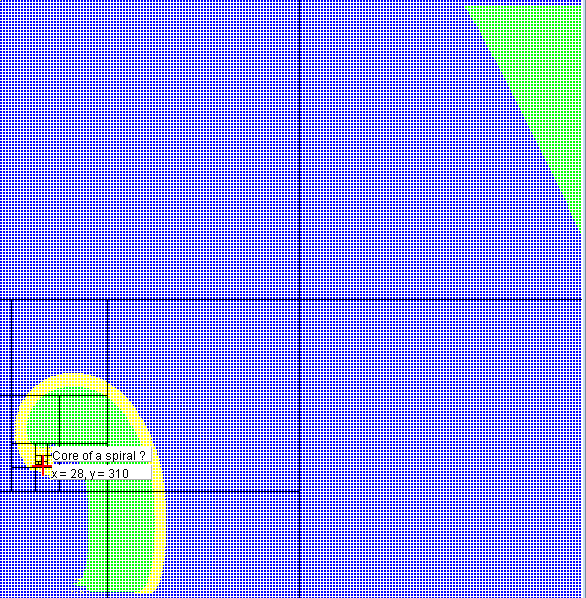 Core of a spiral ?
x = 28, y = 310